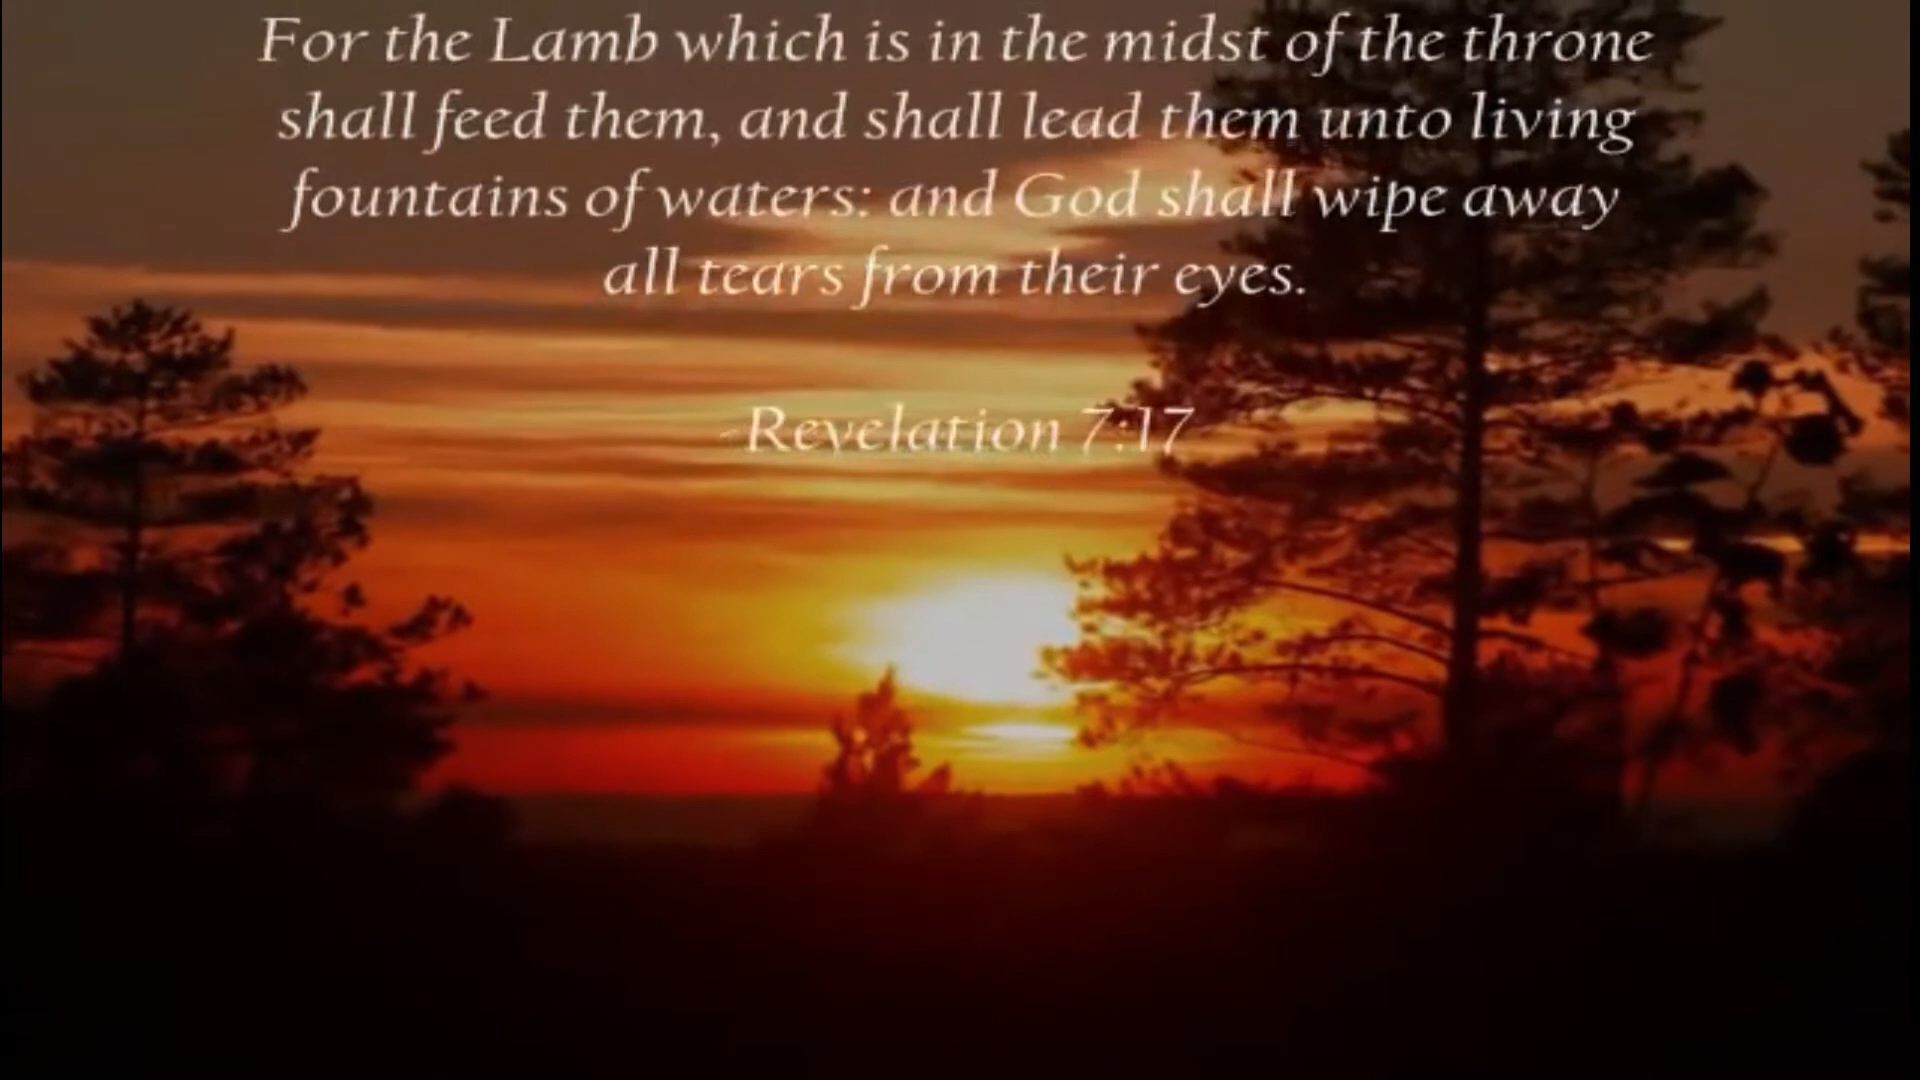 For the Lamb which is in the midst of the throne
shall feed them, and shall lead them unto living
fountains of waters: and God shall wipe away
all tears from their eyes.
-Revelation 7:17